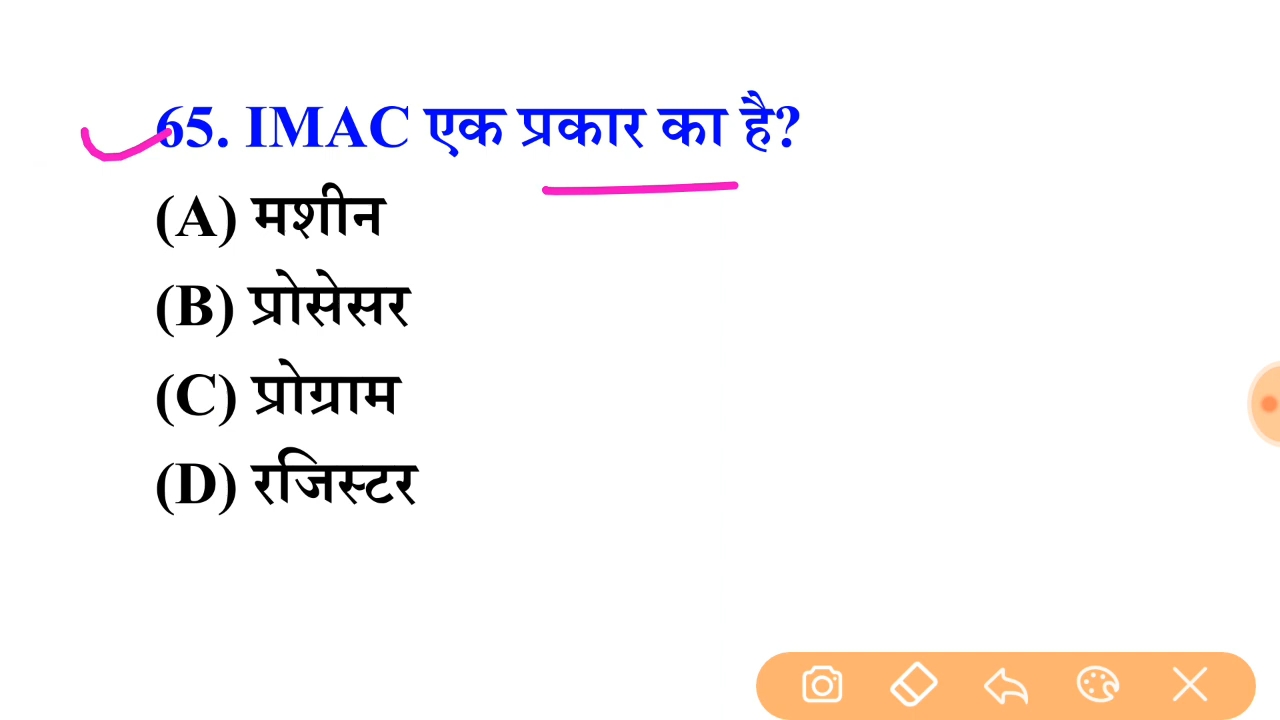 65. IMAC एक प्रकार का है?
(A) मशीन
(B) प्रोसेसर
(C) प्रोग्राम
(D) रजिस्टर